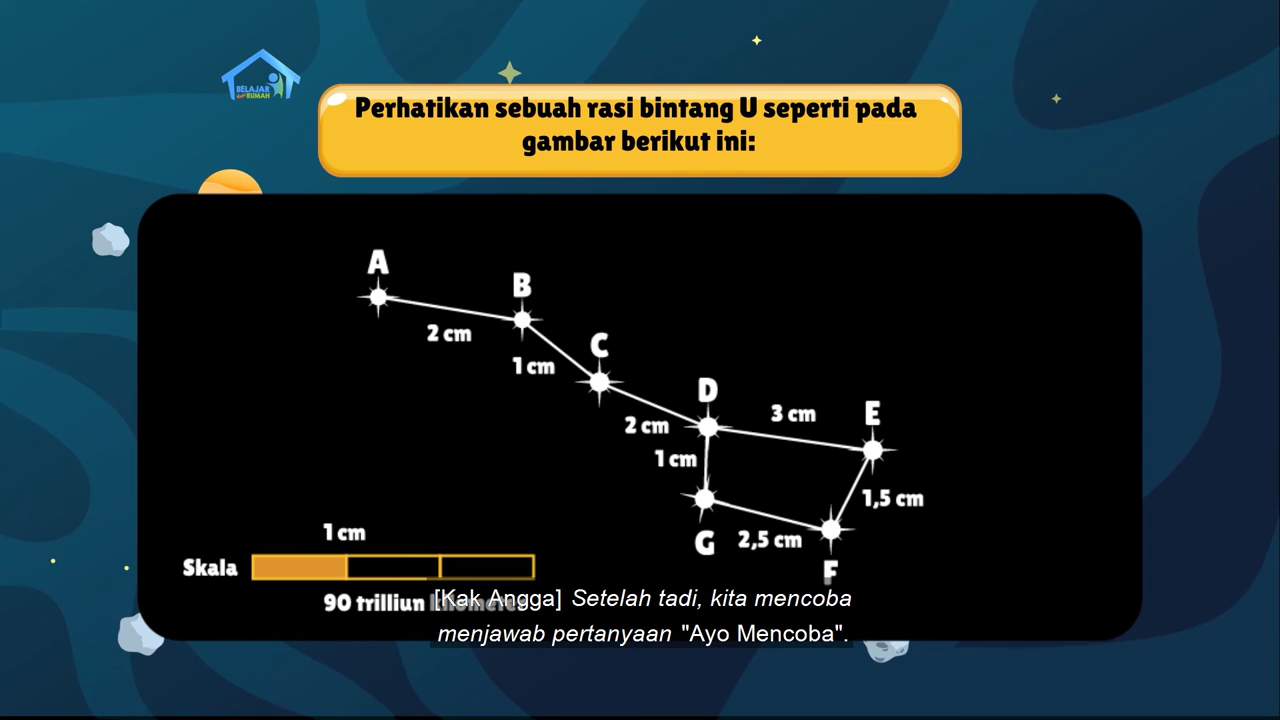 BELAJAR
dari RUMAH
Perhatikan sebuah rasi bintang U seperti pada
gambar berikut ini:
A
B
2 cm
C
1 cm
D
2 cm
3 cm
E
1 cm
1,5 cm
G
2,5 cm
F
1 cm
Skala
90 trilliun kilometer
[Kak Angga] Setelah tadi, kita mencoba
menjawab pertanyaan "Ayo Mencoba".